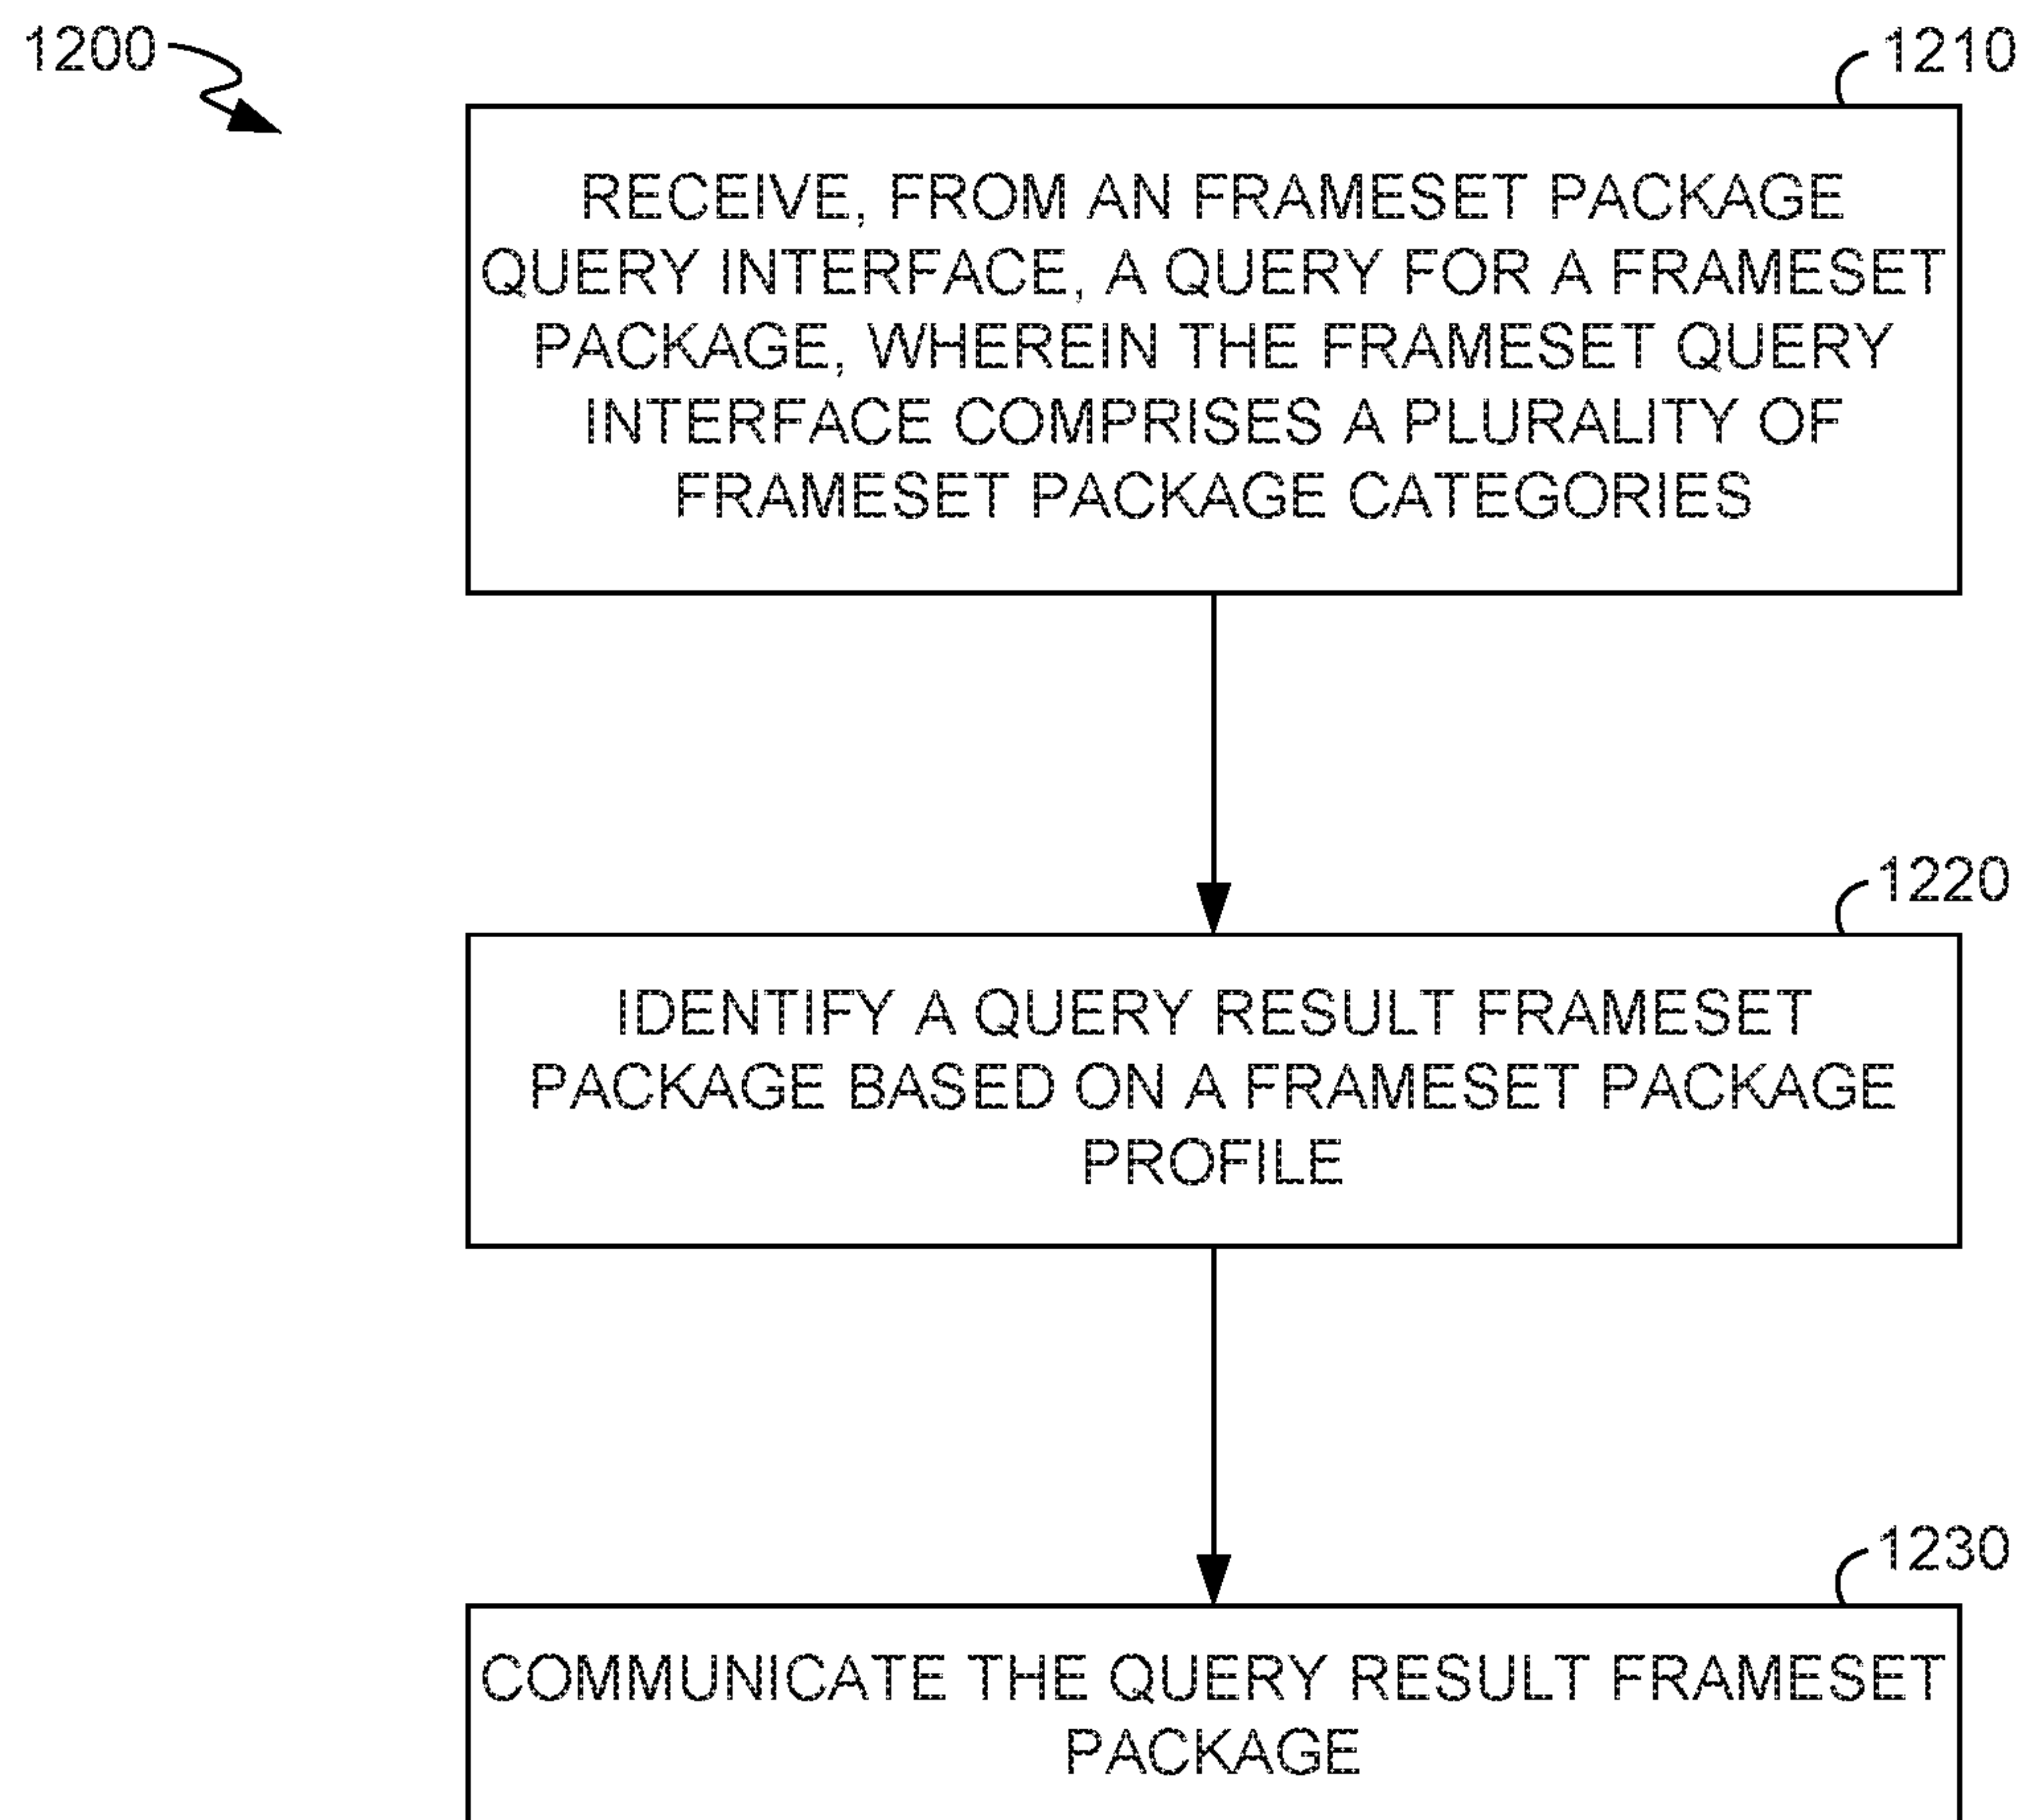 1200
1210
RECEIVE, FROM AN FRAMESET PACKAGE
QUERY INTERFACE, A QUERY FOR A FRAMESET
PACKAGE, WHEREIN THE FRAMESET QUERY
INTERFACE COMPRISES A PLURALITY OF
FRAMESET PACKAGE CATEGORIES
1220
IDENTIFY A QUERY RESULT FRAMESET
PACKAGE BASED ON A FRAMESET PACKAGE
PROFILE
1230
COMMUNICATE THE QUERY RESULT FRAMESET
PACKAGE